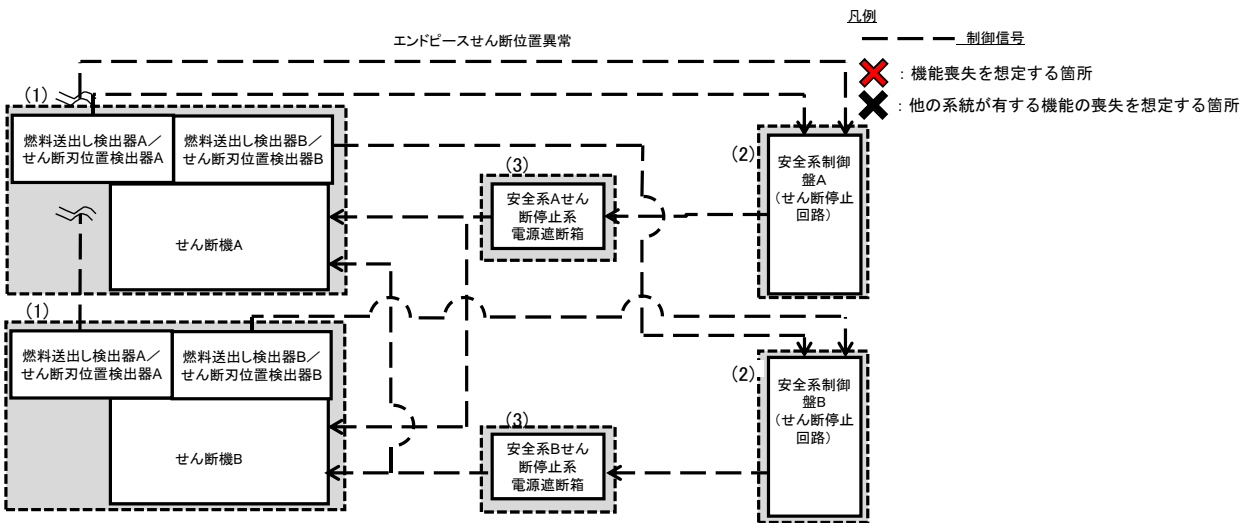 凡例
制御信号
：機能喪失を想定する箇所
：他の系統が有する機能の喪失を想定する箇所
エンドピースせん断位置異常
(1)
燃料送出し検出器A／
せん断刃位置検出器A
燃料送出し検出器B／
せん断刃位置検出器B
せん断機A
(3)
安全系Aせん
断停止系
電源遮断箱
(2)
安全系制御
盤A
(せん断停止
回路)
(1)
燃料送出し検出器A／
せん断刃位置検出器A
燃料送出し検出器B／
せん断刃位置検出器B
せん断機B
(3)
安全系Bせん
断停止系
電源遮断箱
(2)
安全系制御
盤B
(せん断停止
回路)